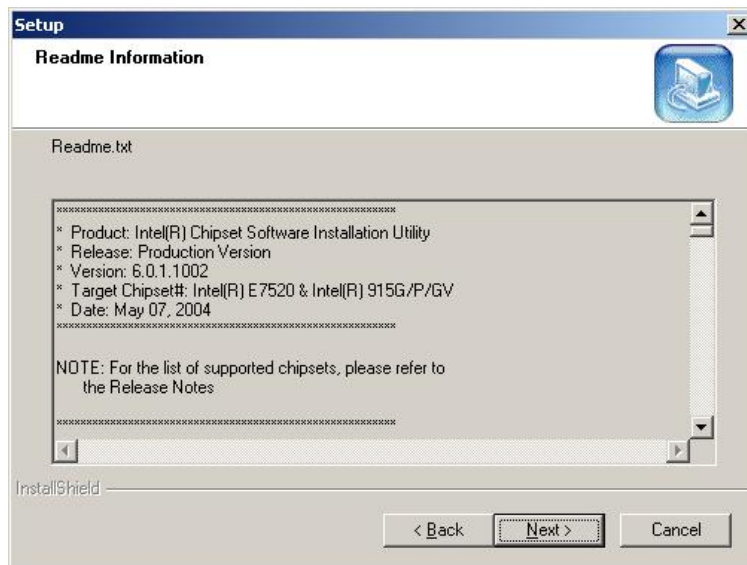 Setup
Readme Information
Readme.txt
****************************************************************
* Product: Intel(R) Chipset Software Installation Utility
* Release: Production Version
* Version: 6.0.1.1002
* Target Chipset#: Intel(R) E7520 & Intel(R) 915G/P/GV
* Date: May 07, 2004
****************************************************************
NOTE: For the list of supported chipsets, please refer to
the Release Notes
****************************************************************
InstallShield
< Back
Next >
Cancel